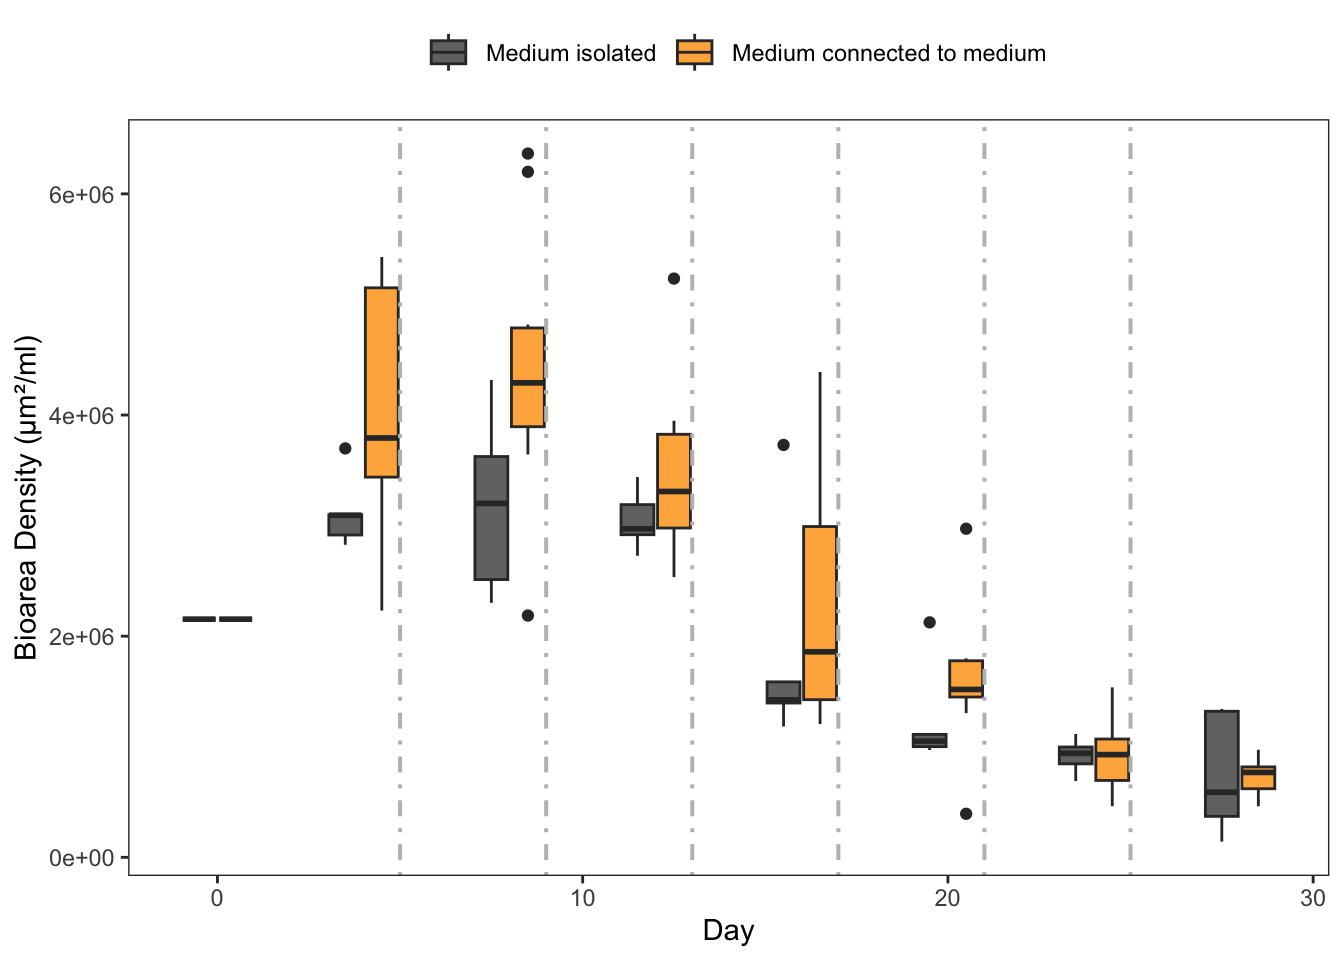 Medium isolated Medium connected to medium
Bioarea Density (μm²/ml)
6e+06
4e+06
2e+06
0e+00
0 10 20 30
Day